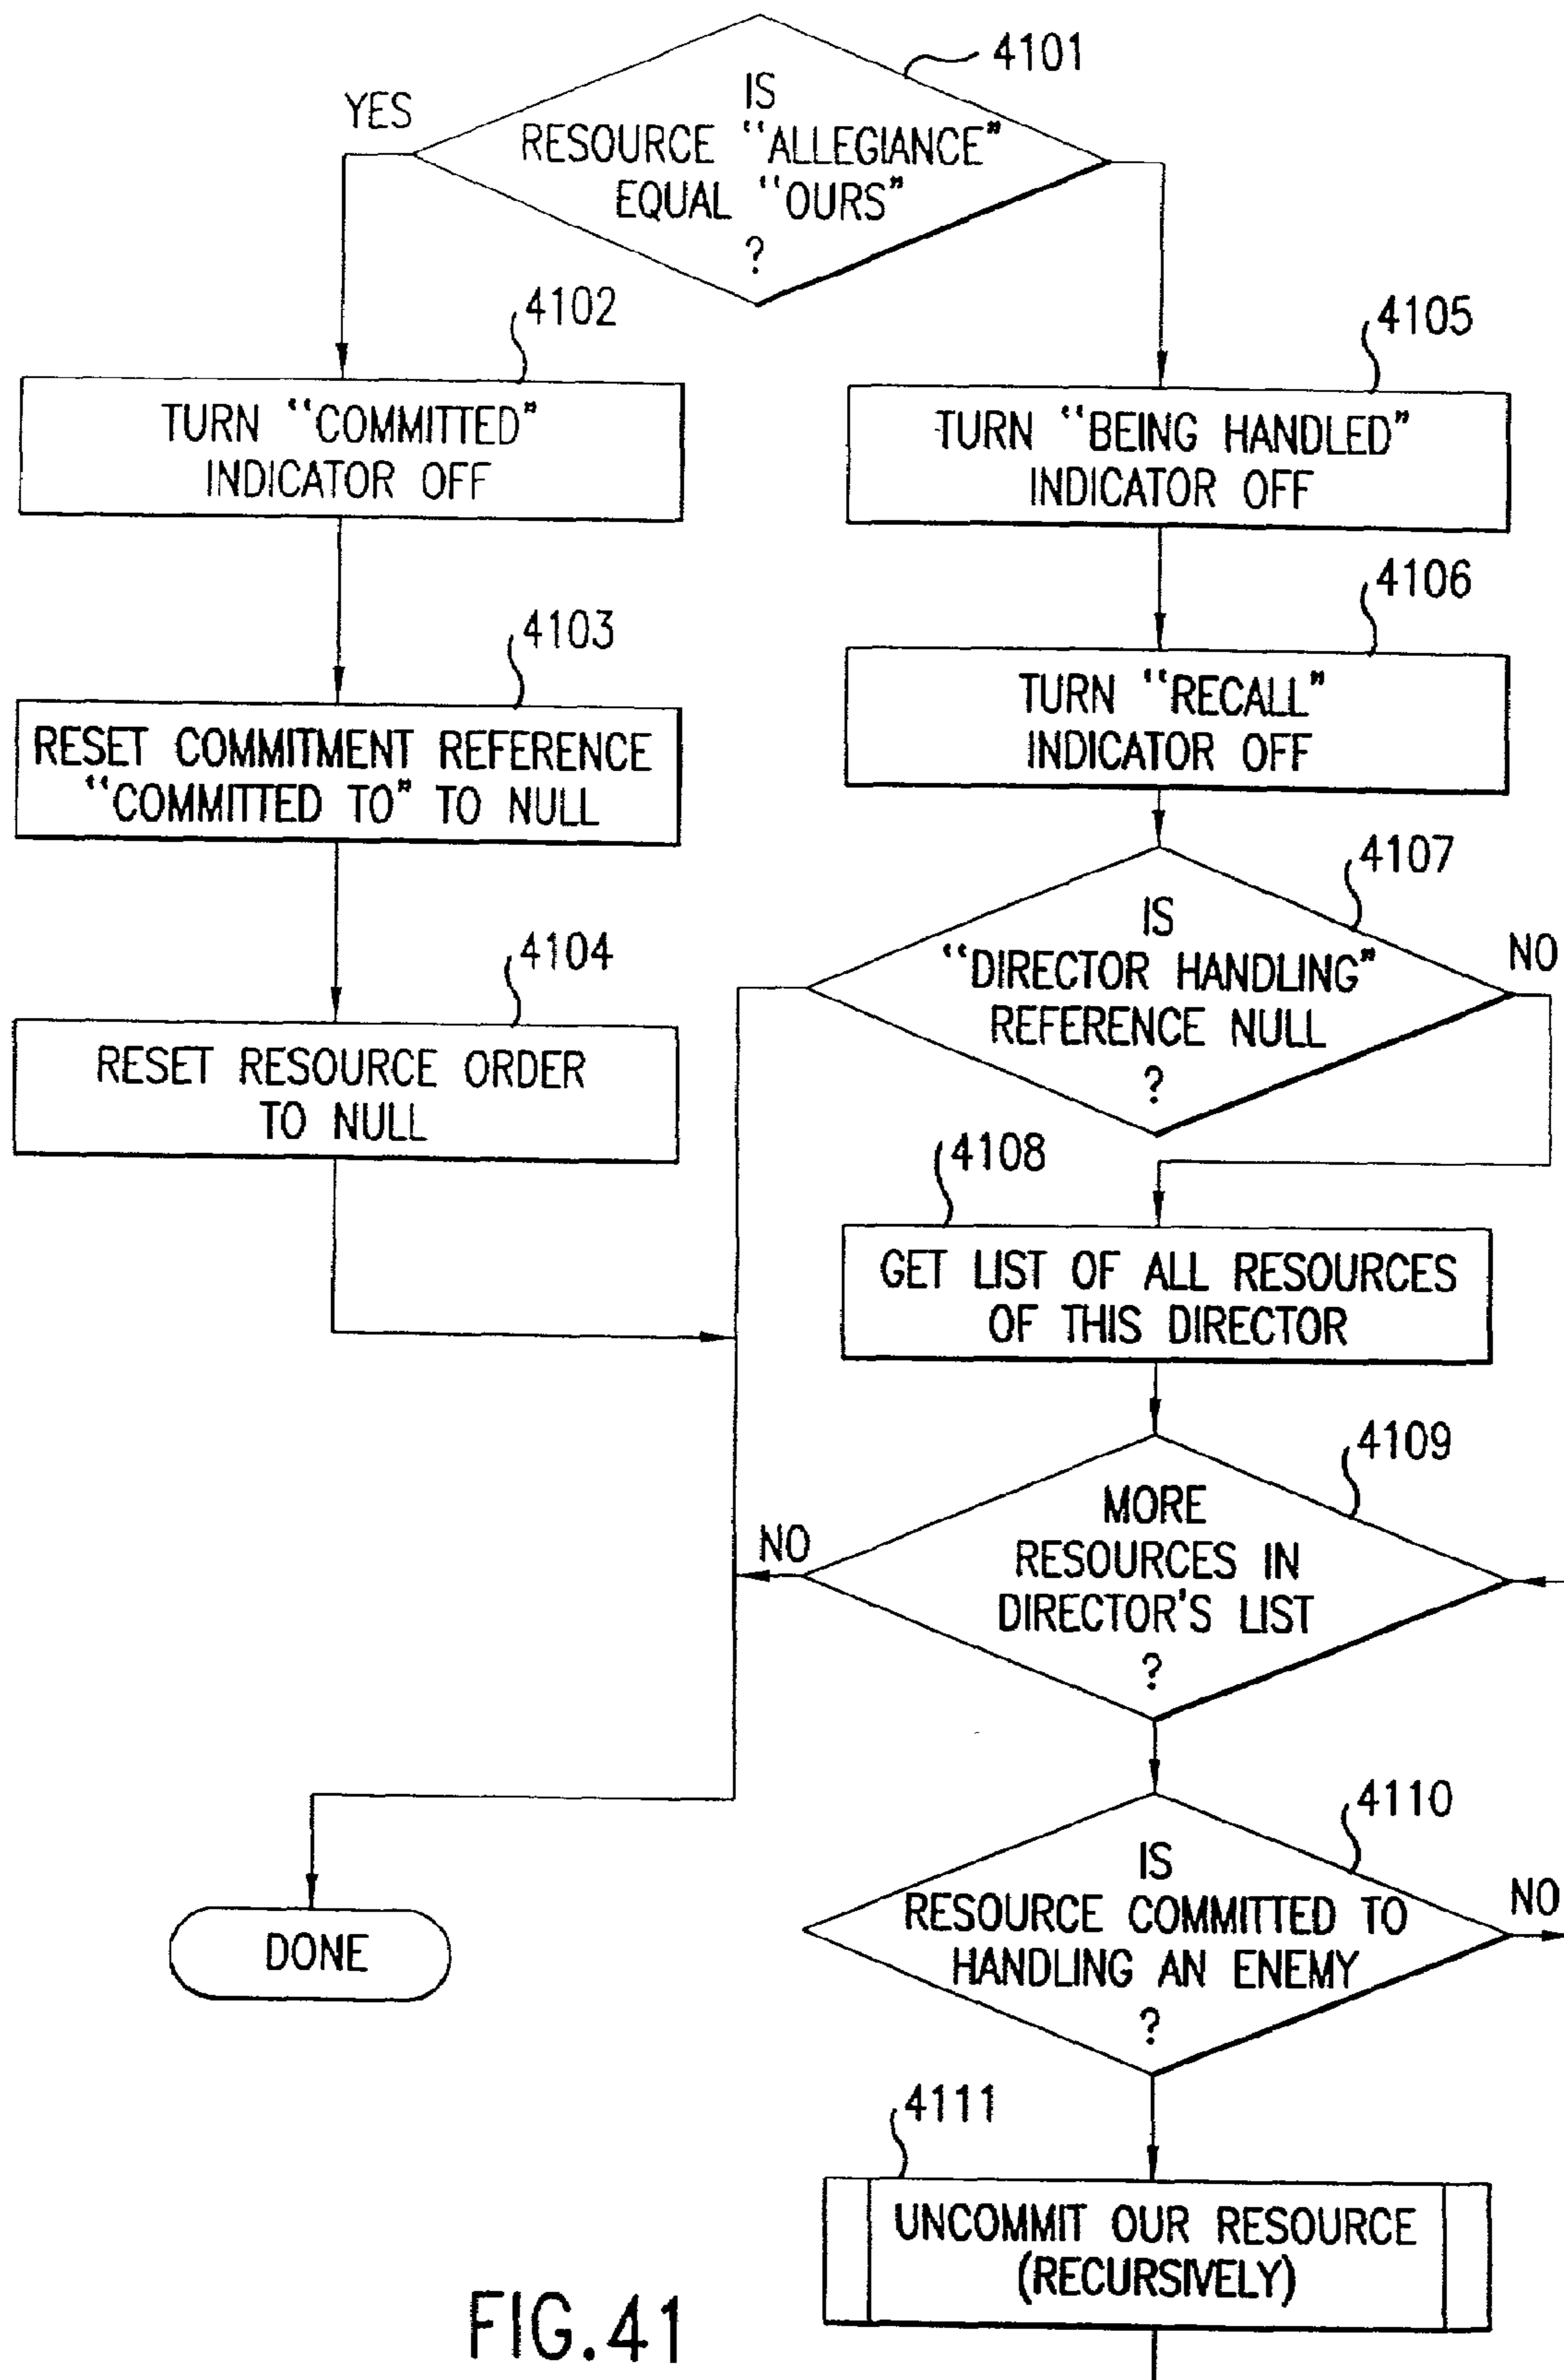 4101
YES
IS
RESOURCE "ALLEGIANCE"
EQUAL "OURS"
?
4102
TURN "COMMITTED"
INDICATOR OFF
4103
RESET COMMITMENT REFERENCE
"COMMITTED TO" TO NULL
4104
RESET RESOURCE ORDER
TO NULL
4105
TURN "BEING HANDLED"
INDICATOR OFF
4106
TURN "RECALL"
INDICATOR OFF
4107
IS
"DIRECTOR HANDLING"
REFERENCE NULL
?
NO
4108
GET LIST OF ALL RESOURCES
OF THIS DIRECTOR
4109
MORE
RESOURCES IN
DIRECTOR'S LIST
?
NO
4110
IS
RESOURCE COMMITTED TO
HANDLING AN ENEMY
?
NO
4111
UNCOMMIT OUR RESOURCE
(RECURSIVELY)
DONE
FIG.41